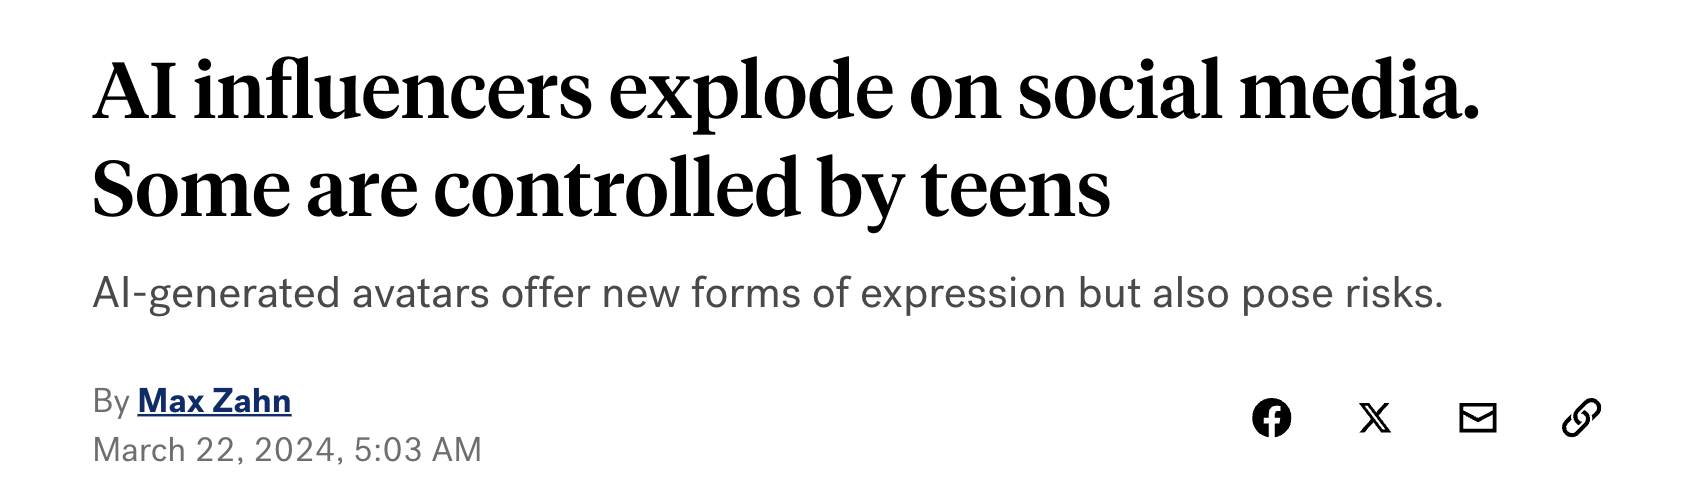 AI influencers explode on social media.
Some are controlled by teens
AI-generated avatars offer new forms of expression but also pose risks.
By Max Zahn
March 22, 2024, 5:03 AM